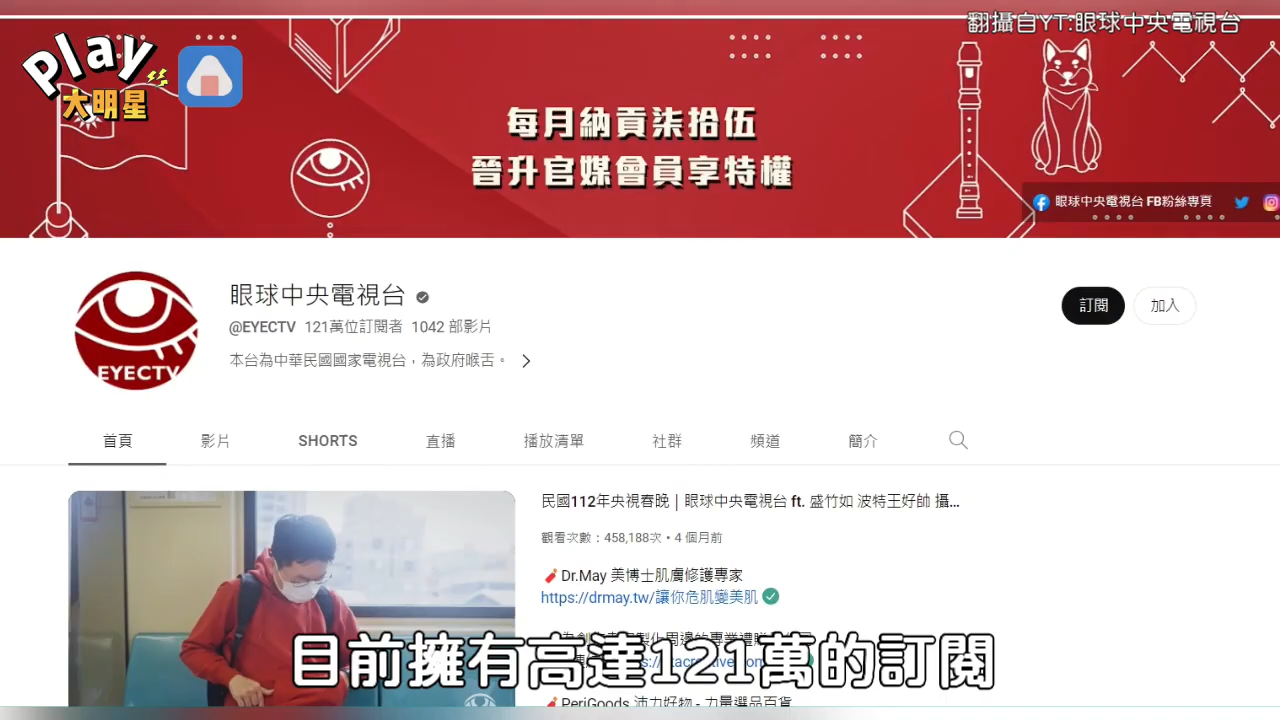 翻攝自YT:眼球中央電視台
Play
大明星
每月納貢柒拾伍
晉升官媒會員享特權
眼球中央電視台 FB粉絲專頁
眼球中央電視台
@EYECTV 121萬位訂閱者 1042 部影片
本台為中華民國國家電視台，為政府喉舌。
EYECTV
訂閱
加入
首頁 影片 SHORTS 直播 播放清單 社群 頻道 簡介
民國112年央視春晚 | 眼球中央電視台 ft. 盛竹如 波特王好帥 攝...
觀看次數：458,188次 • 4 個月前
Dr.May 美博士肌膚修護專家
https://drmay.tw/讓你危肌變美肌
目前擁有高達121萬的訂閱
PeriGoods 沛力好物 - 力量選品百貨